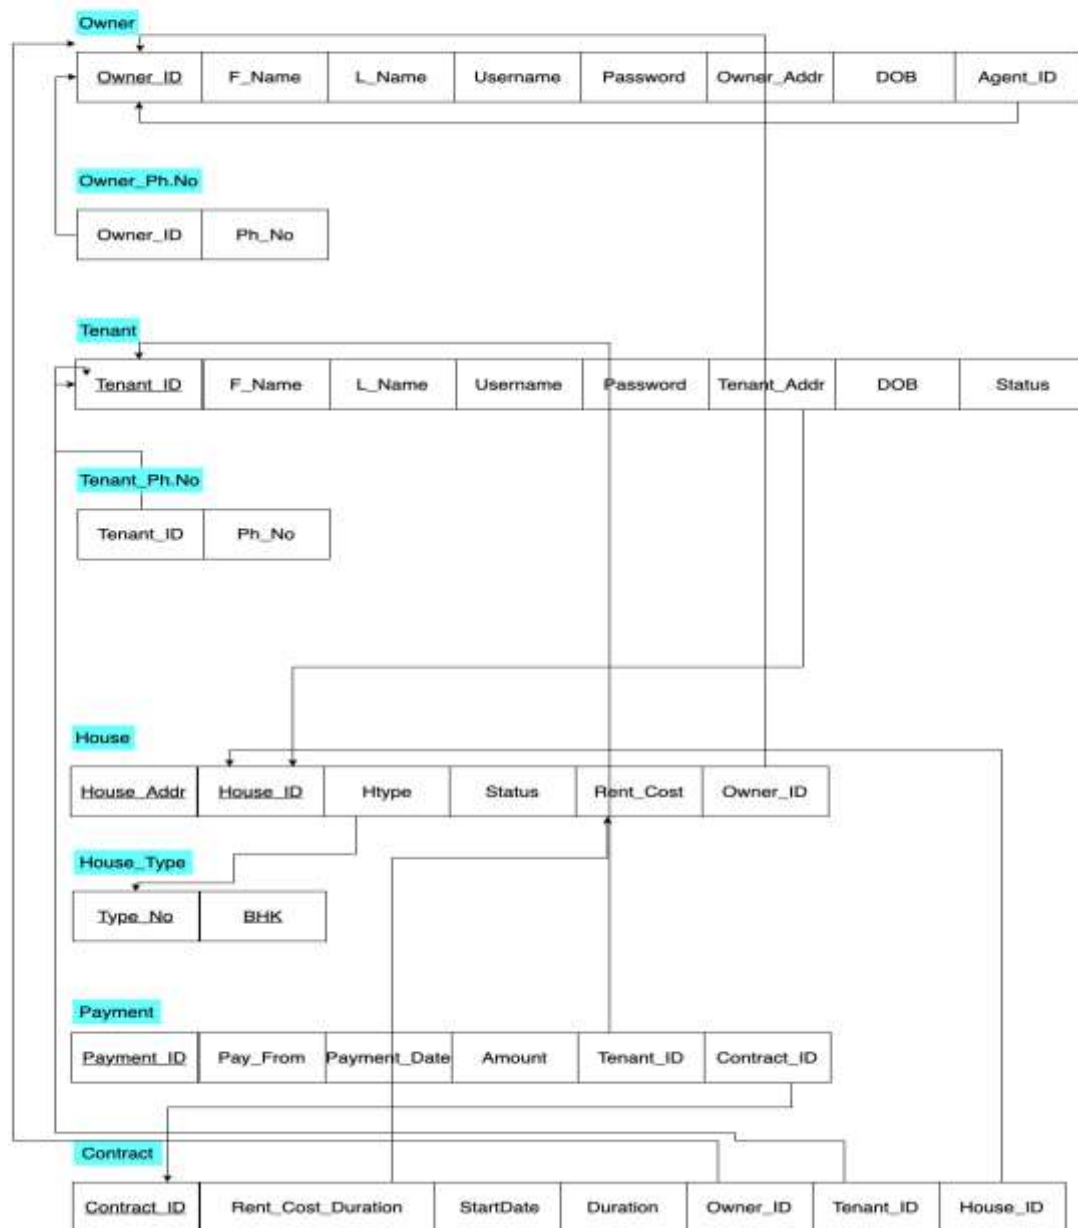 Owner
Owner_ID F_Name L_Name Username Password Owner_Addr DOB Agent_ID
Owner_Ph.No
Owner_ID Ph_No
Tenant
Tenant_ID F_Name L_Name Username Password Tenant_Addr DOB Status
Tenant_Ph.No
Tenant_ID Ph_No
House
House_Addr House_ID Htype Status Rent_Cost Owner_ID
House_Type
Type_No BHK
Payment
Payment_ID Pay_From Payment_Date Amount Tenant_ID Contract_ID
Contract
Contract_ID Rent_Cost_Duration StartDate Duration Owner_ID Tenant_ID House_ID